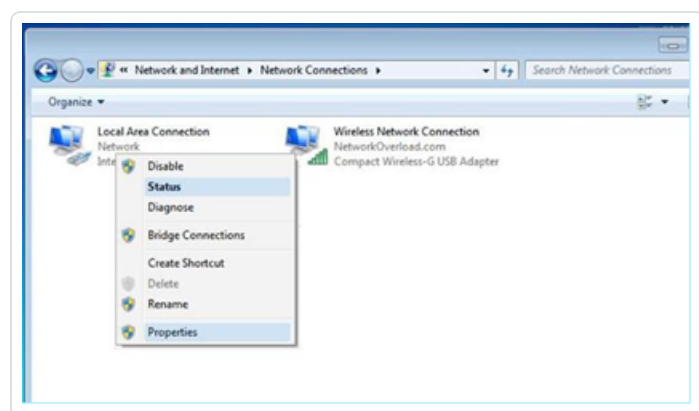 « Network and Internet ▸ Network Connections ▸
Search Network Connections
Organize ▾
Local Area Connection
Network
Inte
Wireless Network Connection
NetworkOverload.com
Compact Wireless-G USB Adapter
Disable
Status
Diagnose
Bridge Connections
Create Shortcut
Delete
Rename
Properties